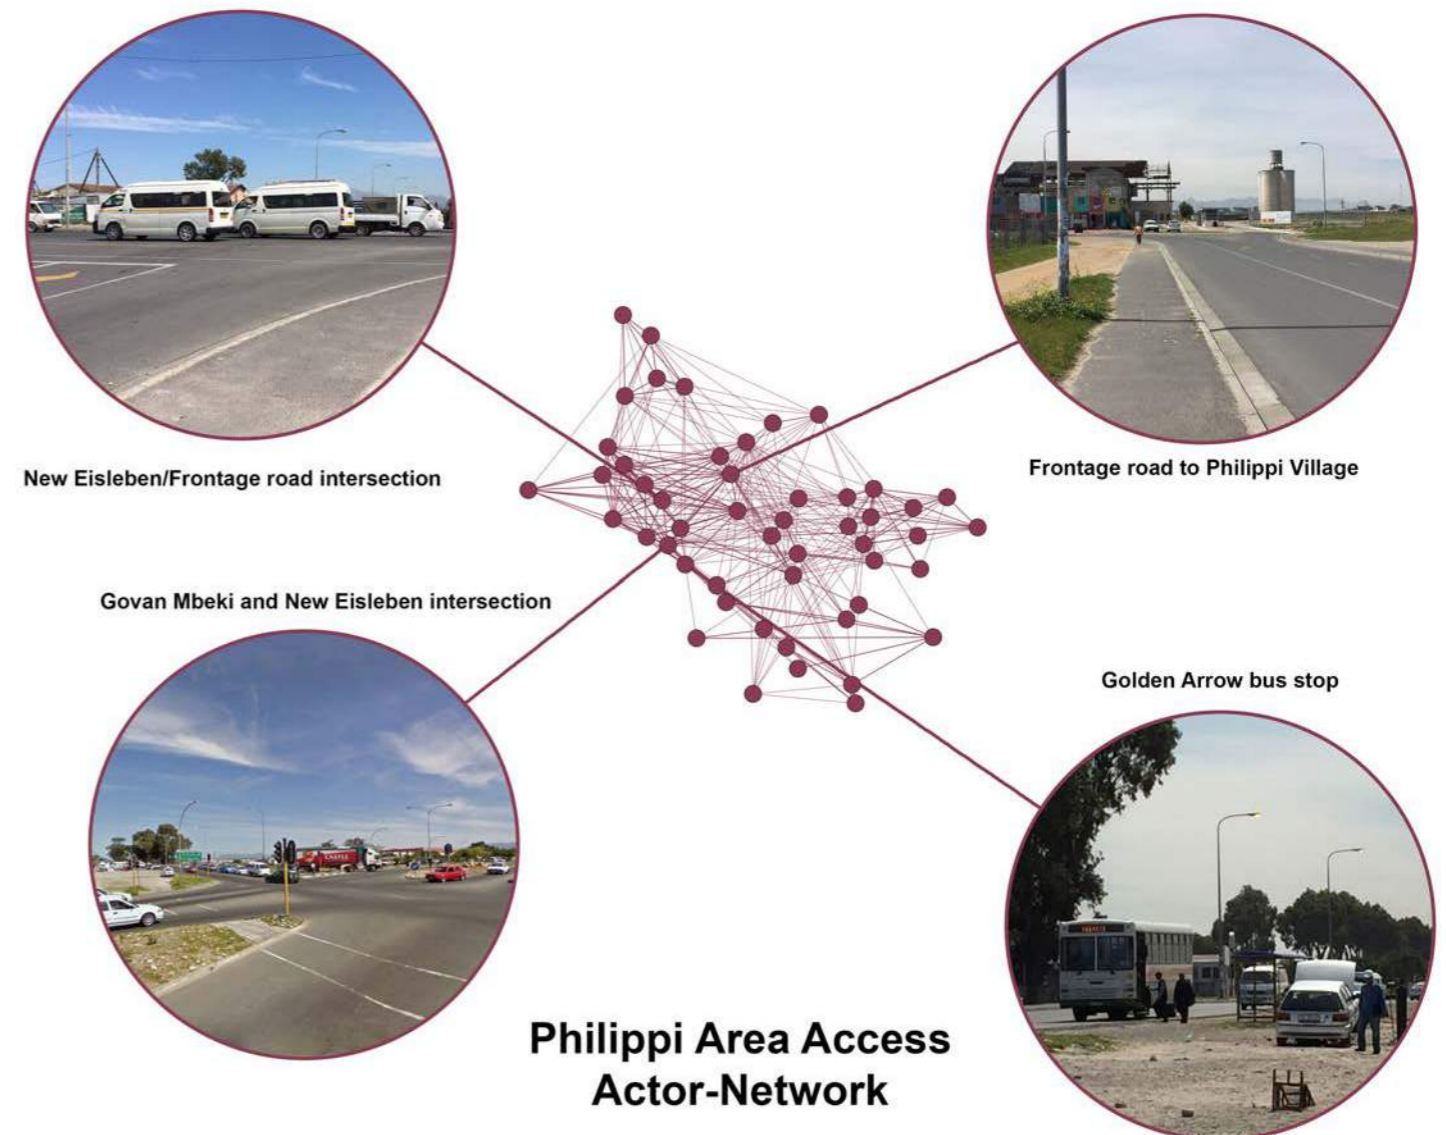 New Eisleben/Frontage road intersection
Frontage road to Philippi Village
Govan Mbeki and New Eisleben intersection
Golden Arrow bus stop
Philippi Area Access
Actor-Network